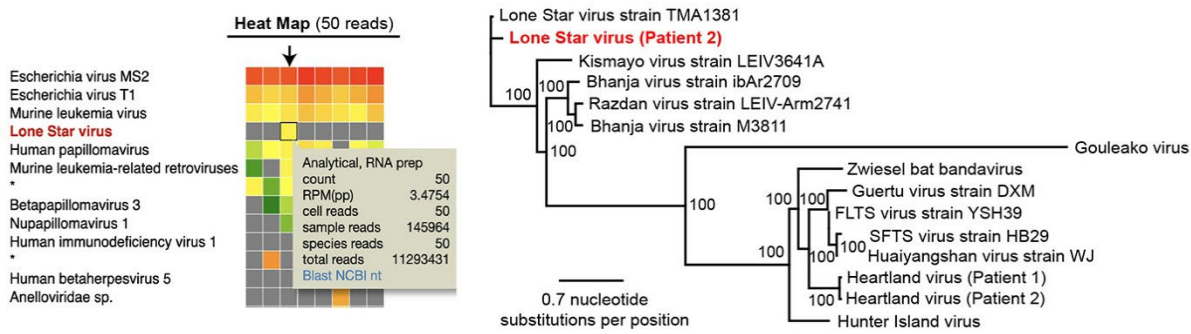 Heat Map (50 reads)
Escherichia virus MS2
Escherichia virus T1
Murine leukemia virus
Lone Star virus
Human papillomavirus
Murine leukemia-related retroviruses
*
Betapapillomavirus 3
Nupapillomavirus 1
Human immunodeficiency virus 1
*
Human betaherpesvirus 5
Anelloviridae sp.
Analytical, RNA prep
count 50
RPM(pp) 3.4754
cell reads 50
sample reads 145964
species reads 50
total reads 11293431
Blast NCBI nt
Lone Star virus strain TMA1381
Lone Star virus (Patient 2)
Kismayo virus strain LEIV3641A
100
Bhanja virus strain ibAr2709
100
Razdan virus strain LEIV-Arm2741
100
Bhanja virus strain M3811
100
Gouleako virus
Zwiesel bat bandavirus
100
100
Guertu virus strain DXM
100
FLTS virus strain YSH39
SFTS virus strain HB29
100
100
Huaiyangshan virus strain WJ
100
Heartland virus (Patient 1)
100
Heartland virus (Patient 2)
Hunter Island virus
0.7 nucleotide
substitutions per position